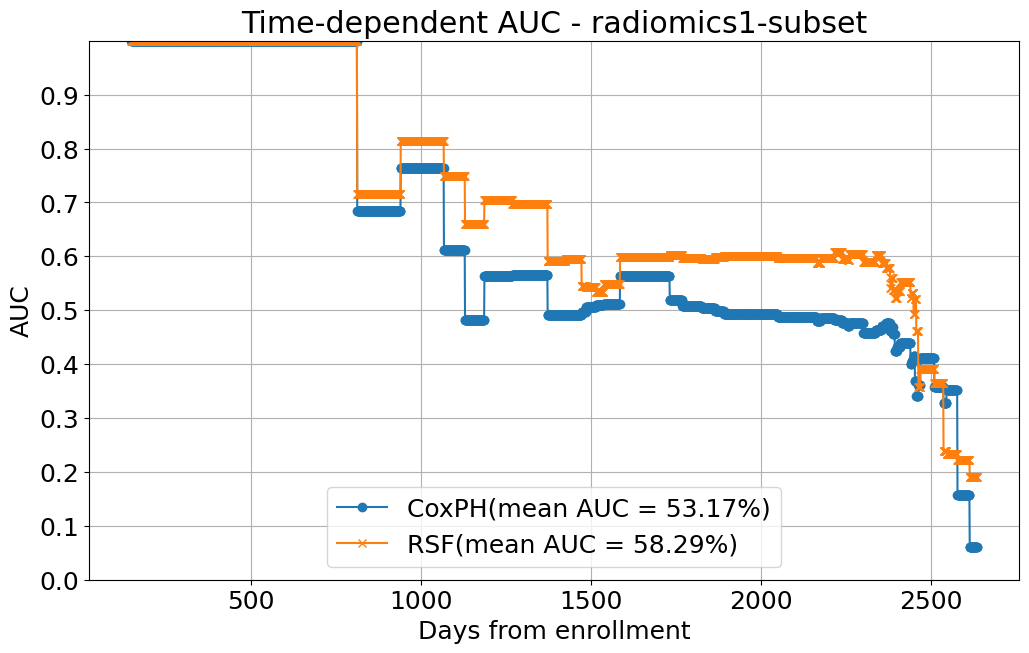 Time-dependent AUC - radiomics1-subset
AUC
0.9
0.8
0.7
0.6
0.5
0.4
0.3
0.2
0.1
0.0
CoxPH(mean AUC = 53.17%)
RSF(mean AUC = 58.29%)
500 1000 1500 2000 2500
Days from enrollment